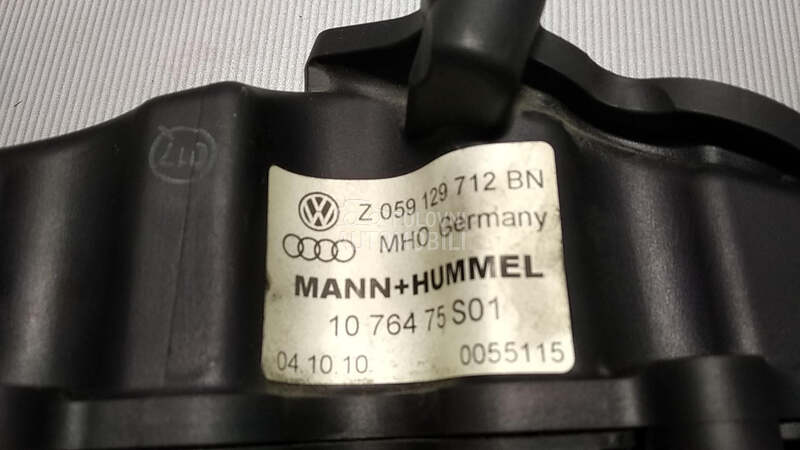 Z 059 129 712 BN
MHO Germany
MANN+HUMMEL
10 764 75 S01
04.10.10. 0055115